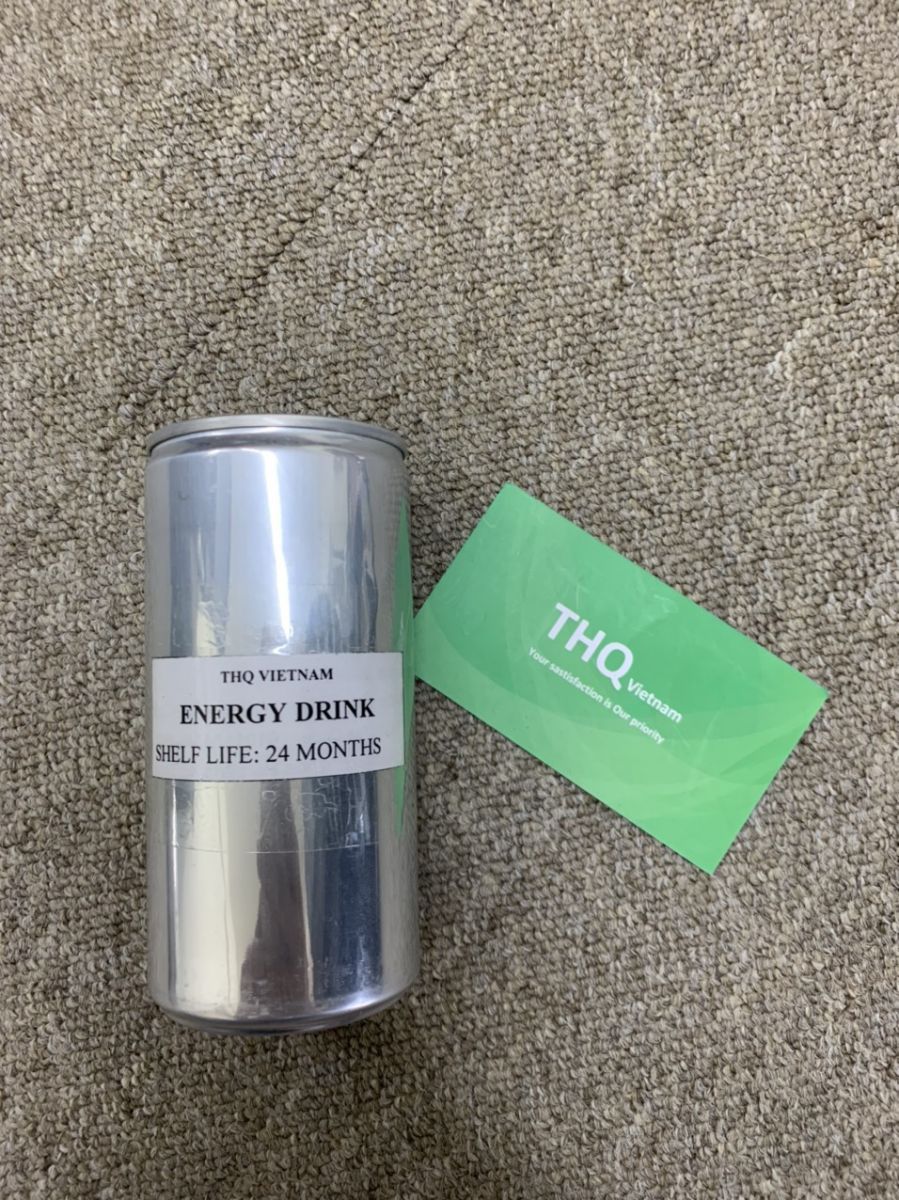 THQ VIETNAM
ENERGY DRINK
SHELF LIFE: 24 MONTHS
THQ Vietnam
Your sastisfaction is Our priority